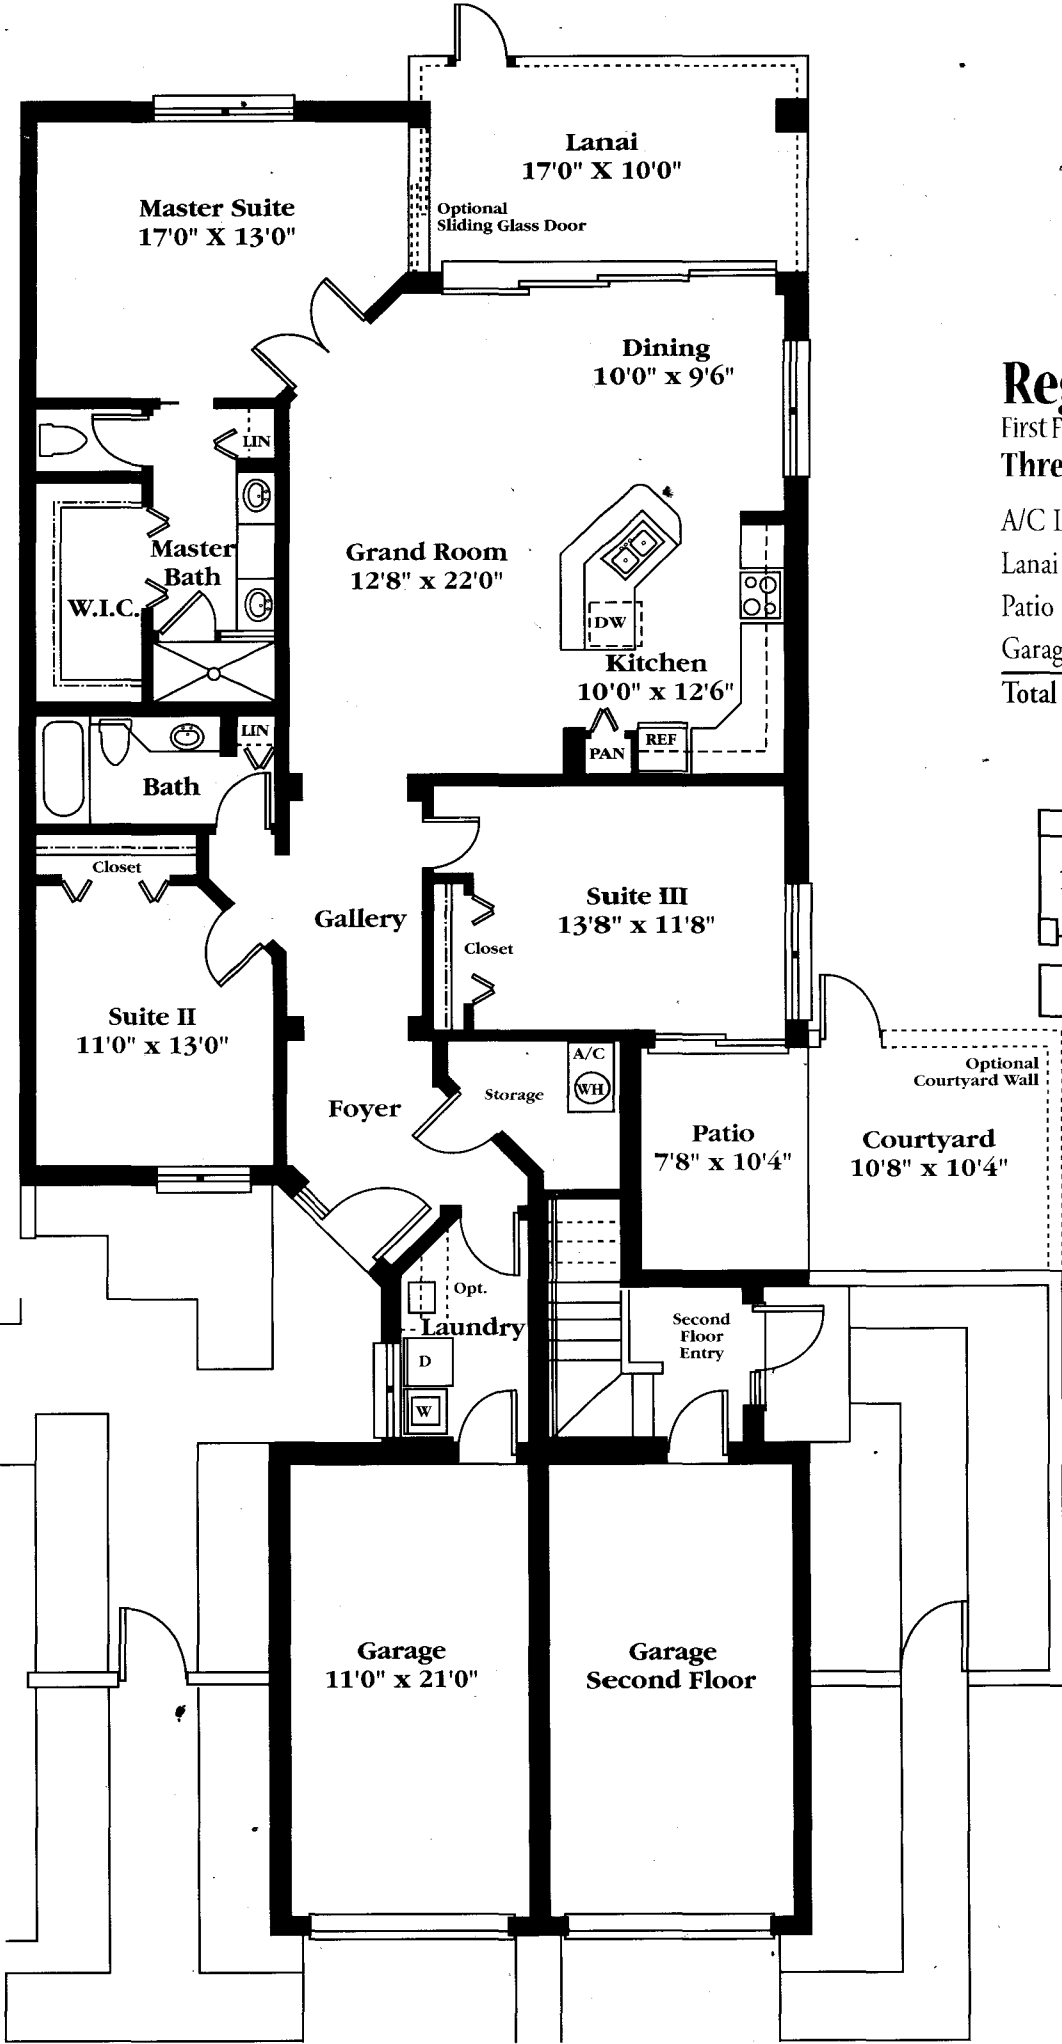 Lanai
17'0" X 10'0"
Optional
Sliding Glass Door
Master Suite
17'0" X 13'0"
Dining
10'0" x 9'6"
First F
Thre
LIN
A/C L
Lanai
Patio
Garag
Total
Grand Room
12'8" x 22'0"
Master
Bath
W.I.C.
DW
Kitchen
10'0" x 12'6"
LIN
PAN
REF
Bath
Closet
Suite III
13'8" x 11'8"
Gallery
Closet
Suite II
11'0" x 13'0"
A/C
WH
Storage
Foyer
Optional
Courtyard Wall
Patio
7'8" x 10'4"
Courtyard
10'8" x 10'4"
Opt.
Laundry
D
W
Second
Floor
Entry
Garage
11'0" x 21'0"
Garage
Second Floor